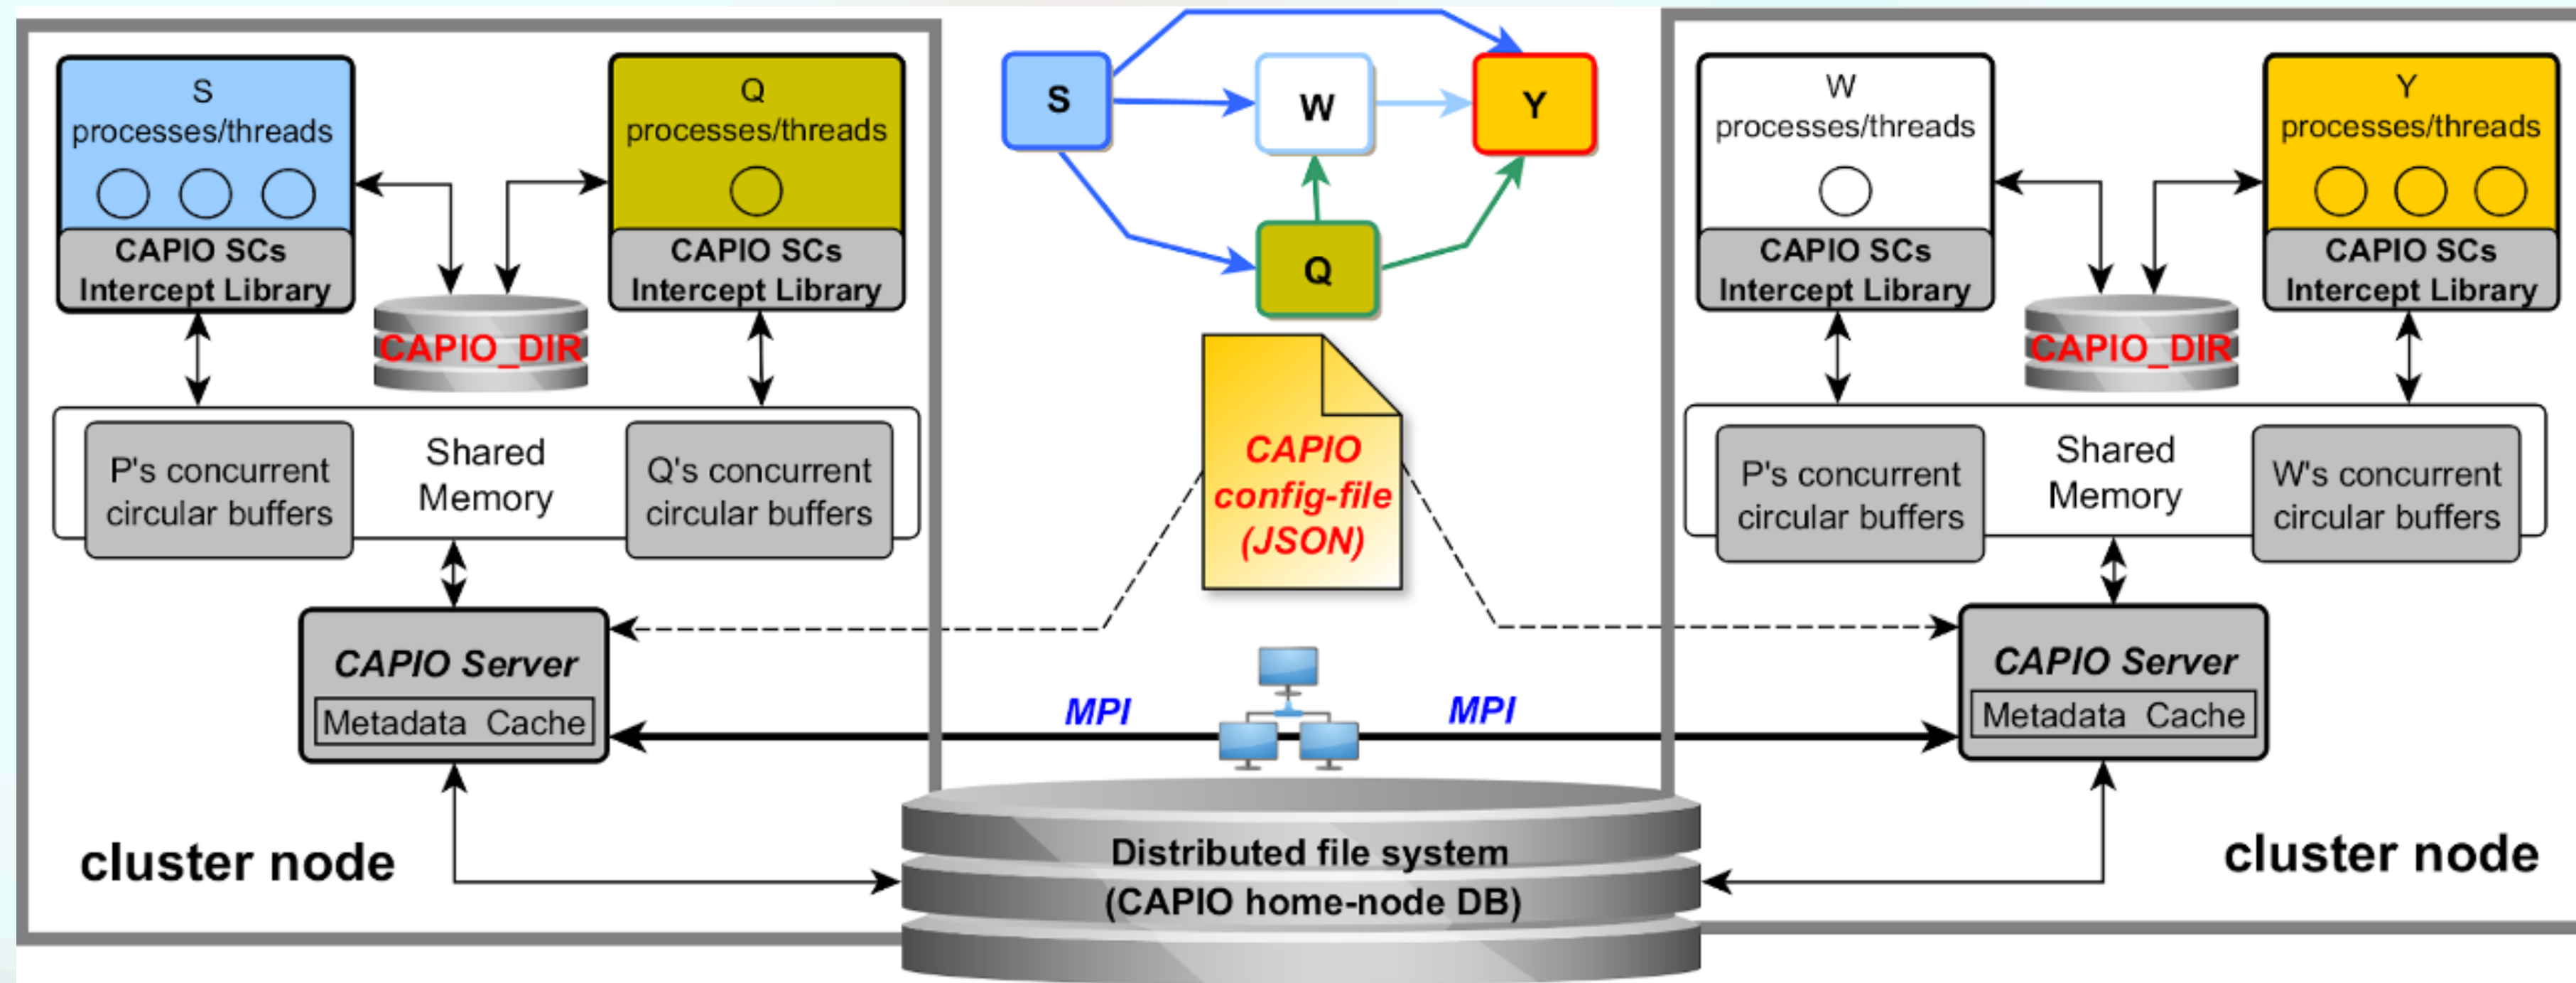 S
processes/threads
CAPIO SCs
Intercept Library
Q
processes/threads
CAPIO SCs
Intercept Library
CAPIO_DIR
P's concurrent
circular buffers
Shared
Memory
Q's concurrent
circular buffers
CAPIO Server
Metadata Cache
cluster node
S
W
Y
Q
CAPIO
config-file
(JSON)
MPI
MPI
Distributed file system
(CAPIO home-node DB)
W
processes/threads
CAPIO SCs
Intercept Library
Y
processes/threads
CAPIO SCs
Intercept Library
CAPIO_DIR
P's concurrent
circular buffers
Shared
Memory
W's concurrent
circular buffers
CAPIO Server
Metadata Cache
cluster node